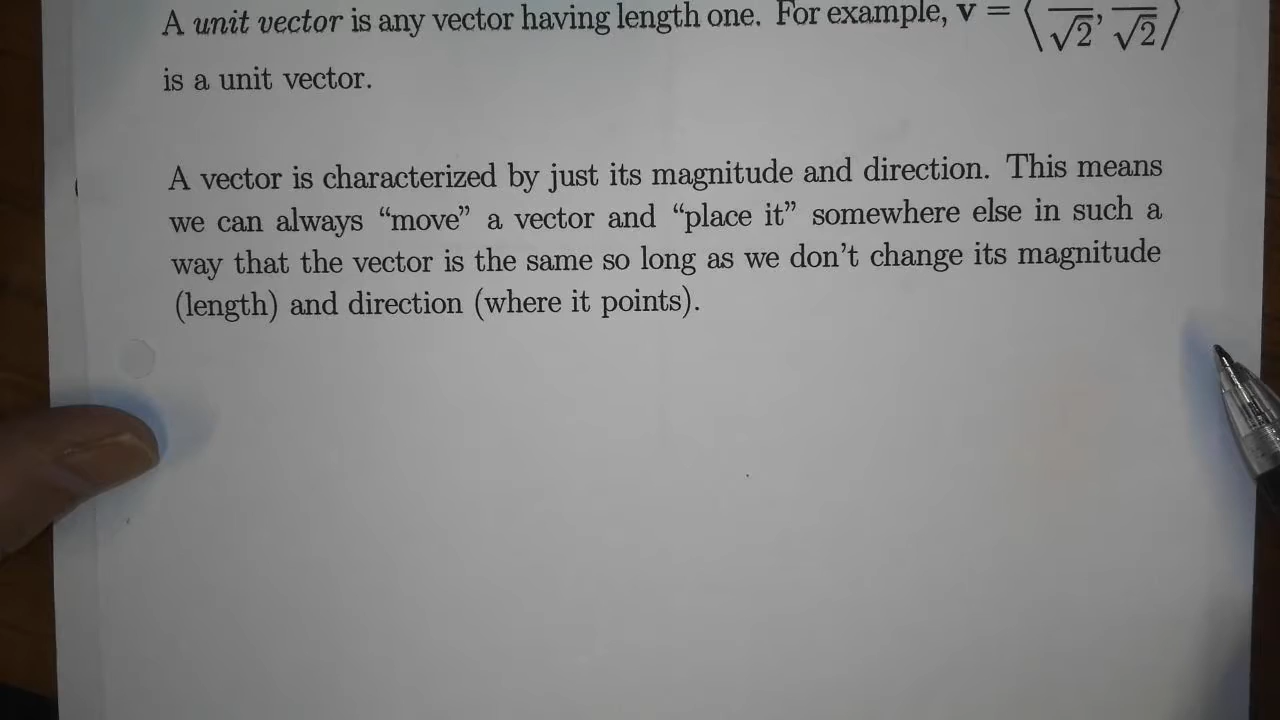 A unit vector is any vector having length one. For example, v = ⟨ /√2, /√2⟩
is a unit vector.
A vector is characterized by just its magnitude and direction. This means
we can always “move” a vector and “place it” somewhere else in such a
way that the vector is the same so long as we don’t change its magnitude
(length) and direction (where it points).